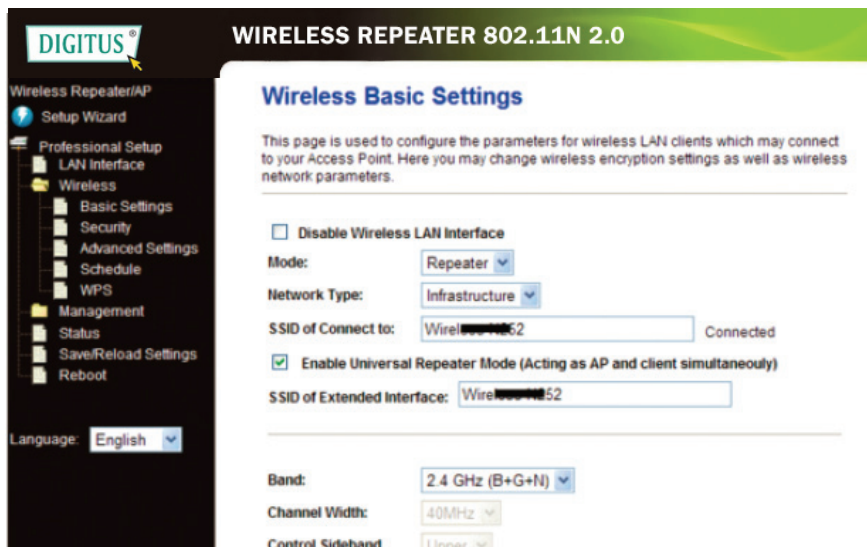 DIGITUS®
WIRELESS REPEATER 802.11N 2.0
Wireless Repeater/AP
Setup Wizard
Professional Setup
LAN Interface
Wireless
Basic Settings
Security
Advanced Settings
Schedule
WPS
Management
Status
Save/Reload Settings
Reboot
Language: English
Wireless Basic Settings
This page is used to configure the parameters for wireless LAN clients which may connect
to your Access Point. Here you may change wireless encryption settings as well as wireless
network parameters.
Disable Wireless LAN Interface
Mode: Repeater
Network Type: Infrastructure
SSID of Connect to: Connected
Enable Universal Repeater Mode (Acting as AP and client simultaneouly)
SSID of Extended Interface:
Band: 2.4 GHz (B+G+N)
Channel Width: 40MHz
Control Sideband Upper